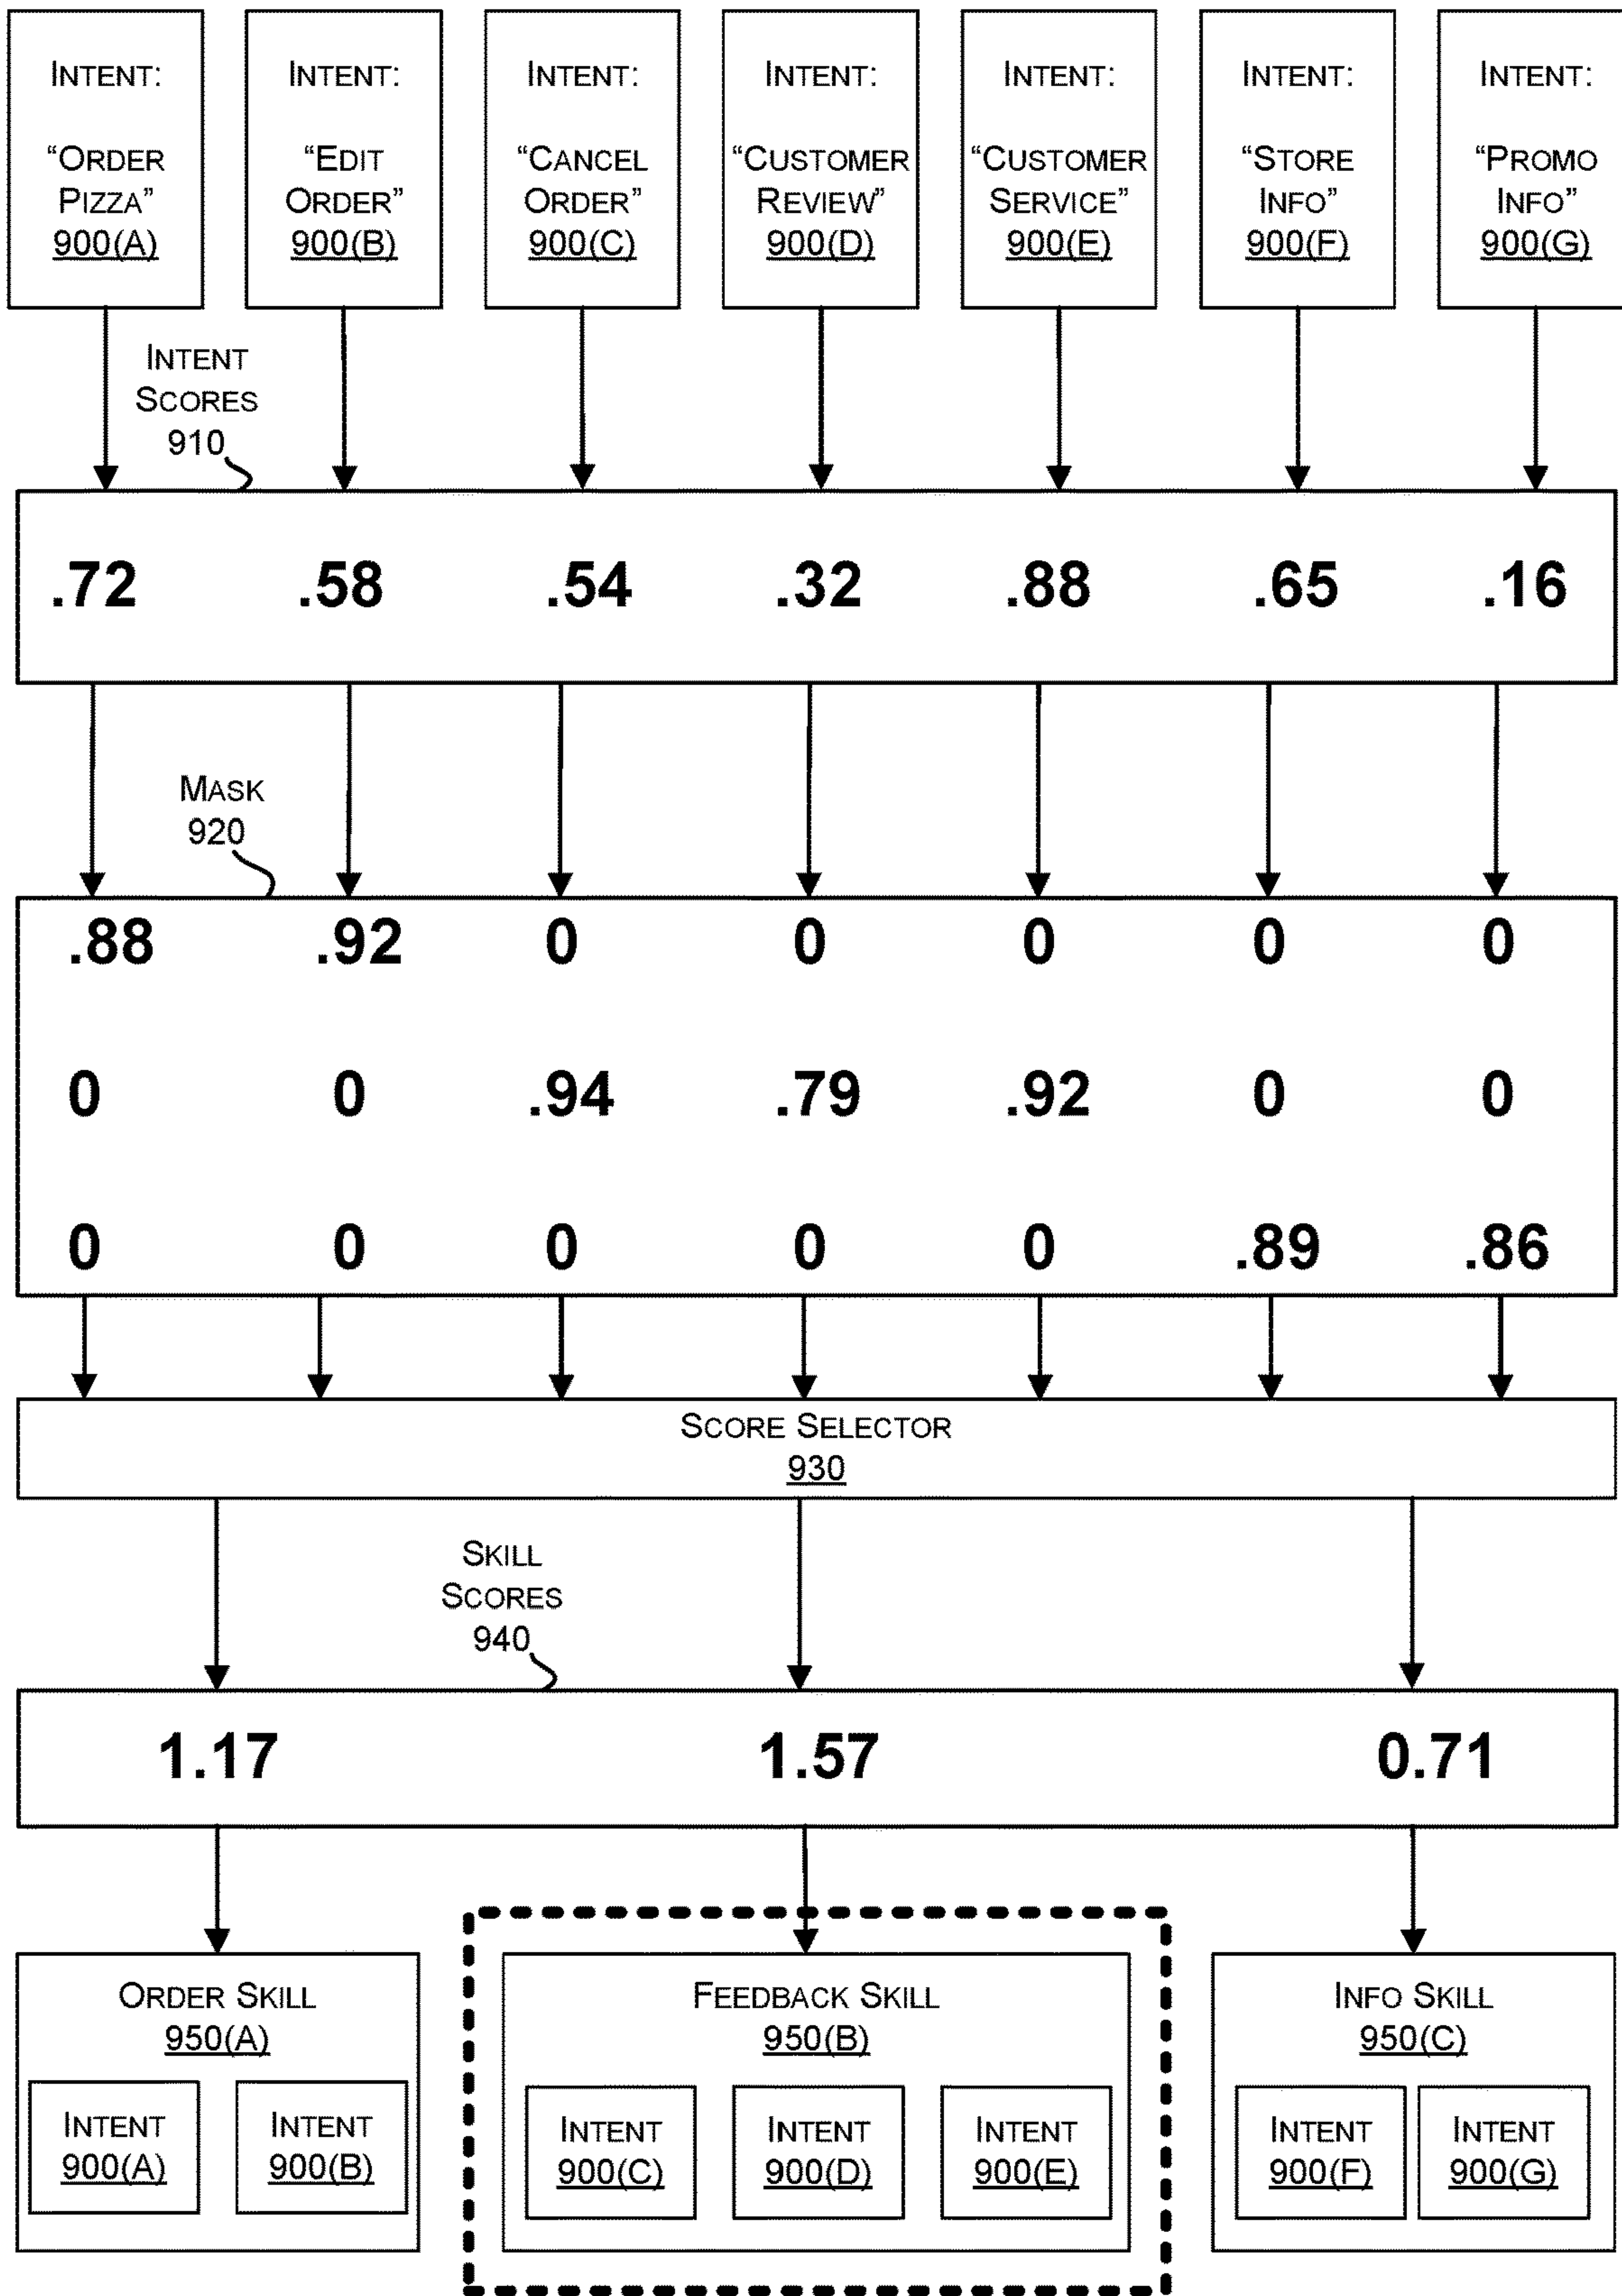 INTENT: INTENT: INTENT: INTENT: INTENT: INTENT: INTENT:
“ORDER “EDIT “CANCEL “CUSTOMER “CUSTOMER “STORE “PROMO
PIZZA” ORDER” ORDER” REVIEW” SERVICE” INFO” INFO”
900(A) 900(B) 900(C) 900(D) 900(E) 900(F) 900(G)
INTENT
SCORES
910
.72 .58 .54 .32 .88 .65 .16
MASK
920
.88 .92 0 0 0 0 0
0 0 .94 .79 .92 0 0
0 0 0 0 0 .89 .86
SCORE SELECTOR
930
SKILL
SCORES
940
1.17 1.57 0.71
ORDER SKILL FEEDBACK SKILL INFO SKILL
950(A) 950(B) 950(C)
INTENT INTENT INTENT INTENT INTENT INTENT INTENT
900(A) 900(B) 900(C) 900(D) 900(E) 900(F) 900(G)